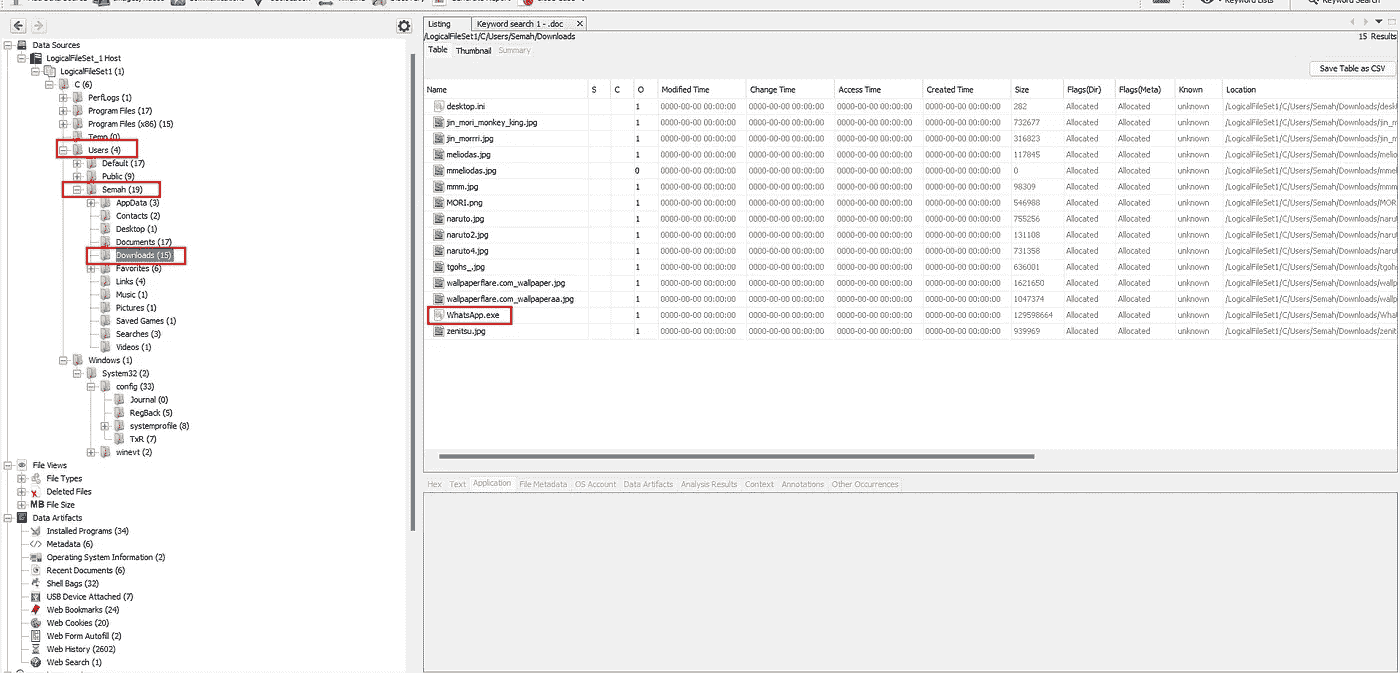 Listing Keyword search 1 - .doc ×
/LogicalFileSet1/C/Users/Semah/Downloads 15 Results
Table Thumbnail Summary
Save Table as CSV
Data Sources
LogicalFileSet_1 Host
LogicalFileSet1 (1)
C (6)
PerfLogs (1)
Program Files (17)
Program Files (x86) (15)
Temp (0)
Users (4)
Default (17)
Public (9)
Semah (19)
AppData (3)
Contacts (2)
Desktop (1)
Documents (17)
Downloads (15)
Favorites (6)
Links (4)
Music (1)
Pictures (1)
Saved Games (1)
Searches (3)
Videos (1)
Windows (1)
System32 (2)
config (33)
Journal (0)
RegBack (5)
systemprofile (8)
TxR (7)
winevt (2)
File Views
File Types
Deleted Files
MB File Size
Data Artifacts
Installed Programs (34)
Metadata (6)
Operating System Information (2)
Recent Documents (6)
Shell Bags (32)
USB Device Attached (7)
Web Bookmarks (24)
Web Cookies (20)
Web Form Autofill (2)
Web History (2602)
Web Search (1)
Name S C O Modified Time Change Time Access Time Created Time Size Flags(Dir) Flags(Meta) Known Location
desktop.ini 1 0000-00-00 00:00:00 0000-00-00 00:00:00 0000-00-00 00:00:00 0000-00-00 00:00:00 282 Allocated Allocated unknown /LogicalFileSet1/C/Users/Semah/Downloads/desk
jin_mori_monkey_king.jpg 1 0000-00-00 00:00:00 0000-00-00 00:00:00 0000-00-00 00:00:00 0000-00-00 00:00:00 732677 Allocated Allocated unknown /LogicalFileSet1/C/Users/Semah/Downloads/jin_m
jin_morrri.jpg 1 0000-00-00 00:00:00 0000-00-00 00:00:00 0000-00-00 00:00:00 0000-00-00 00:00:00 316823 Allocated Allocated unknown /LogicalFileSet1/C/Users/Semah/Downloads/jin_m
meliodas.jpg 1 0000-00-00 00:00:00 0000-00-00 00:00:00 0000-00-00 00:00:00 0000-00-00 00:00:00 117845 Allocated Allocated unknown /LogicalFileSet1/C/Users/Semah/Downloads/melio
mmeliodas.jpg 0 0000-00-00 00:00:00 0000-00-00 00:00:00 0000-00-00 00:00:00 0000-00-00 00:00:00 0 Allocated Allocated unknown /LogicalFileSet1/C/Users/Semah/Downloads/mmel
mmm.jpg 1 0000-00-00 00:00:00 0000-00-00 00:00:00 0000-00-00 00:00:00 0000-00-00 00:00:00 98309 Allocated Allocated unknown /LogicalFileSet1/C/Users/Semah/Downloads/mmm
MORI.png 1 0000-00-00 00:00:00 0000-00-00 00:00:00 0000-00-00 00:00:00 0000-00-00 00:00:00 546988 Allocated Allocated unknown /LogicalFileSet1/C/Users/Semah/Downloads/MOR
naruto.jpg 1 0000-00-00 00:00:00 0000-00-00 00:00:00 0000-00-00 00:00:00 0000-00-00 00:00:00 755256 Allocated Allocated unknown /LogicalFileSet1/C/Users/Semah/Downloads/naru
naruto2.jpg 1 0000-00-00 00:00:00 0000-00-00 00:00:00 0000-00-00 00:00:00 0000-00-00 00:00:00 131108 Allocated Allocated unknown /LogicalFileSet1/C/Users/Semah/Downloads/naru
naruto4.jpg 1 0000-00-00 00:00:00 0000-00-00 00:00:00 0000-00-00 00:00:00 0000-00-00 00:00:00 731358 Allocated Allocated unknown /LogicalFileSet1/C/Users/Semah/Downloads/naru
tgohs_.jpg 1 0000-00-00 00:00:00 0000-00-00 00:00:00 0000-00-00 00:00:00 0000-00-00 00:00:00 636001 Allocated Allocated unknown /LogicalFileSet1/C/Users/Semah/Downloads/tgohs
wallpaperflare.com_wallpaper.jpg 1 0000-00-00 00:00:00 0000-00-00 00:00:00 0000-00-00 00:00:00 0000-00-00 00:00:00 1621650 Allocated Allocated unknown /LogicalFileSet1/C/Users/Semah/Downloads/wallp
wallpaperflare.com_wallpaperaa.jpg 1 0000-00-00 00:00:00 0000-00-00 00:00:00 0000-00-00 00:00:00 0000-00-00 00:00:00 1047374 Allocated Allocated unknown /LogicalFileSet1/C/Users/Semah/Downloads/wallp
WhatsApp.exe 1 0000-00-00 00:00:00 0000-00-00 00:00:00 0000-00-00 00:00:00 0000-00-00 00:00:00 129598664 Allocated Allocated unknown /LogicalFileSet1/C/Users/Semah/Downloads/What
zenitsu.jpg 1 0000-00-00 00:00:00 0000-00-00 00:00:00 0000-00-00 00:00:00 0000-00-00 00:00:00 939969 Allocated Allocated unknown /LogicalFileSet1/C/Users/Semah/Downloads/zenit
Hex Text Application File Metadata OS Account Data Artifacts Analysis Results Context Annotations Other Occurrences